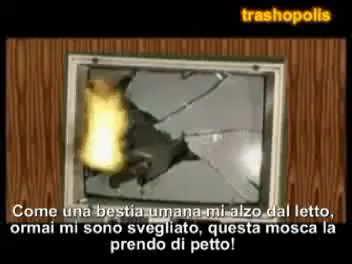 trashopolis
Come una bestia umana mi alzo dal letto,
ormai mi sono svegliato, questa mosca la
prendo di petto!